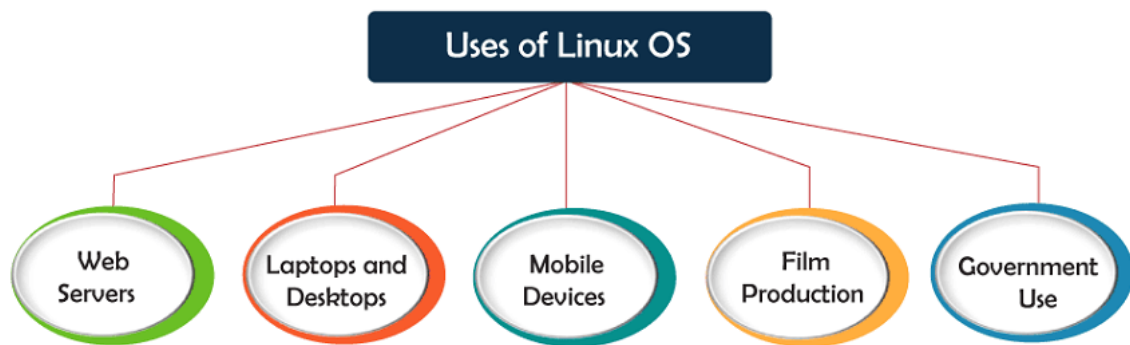 Uses of Linux OS
Web
Servers
Laptops and
Desktops
Mobile
Devices
Film
Production
Government
Use